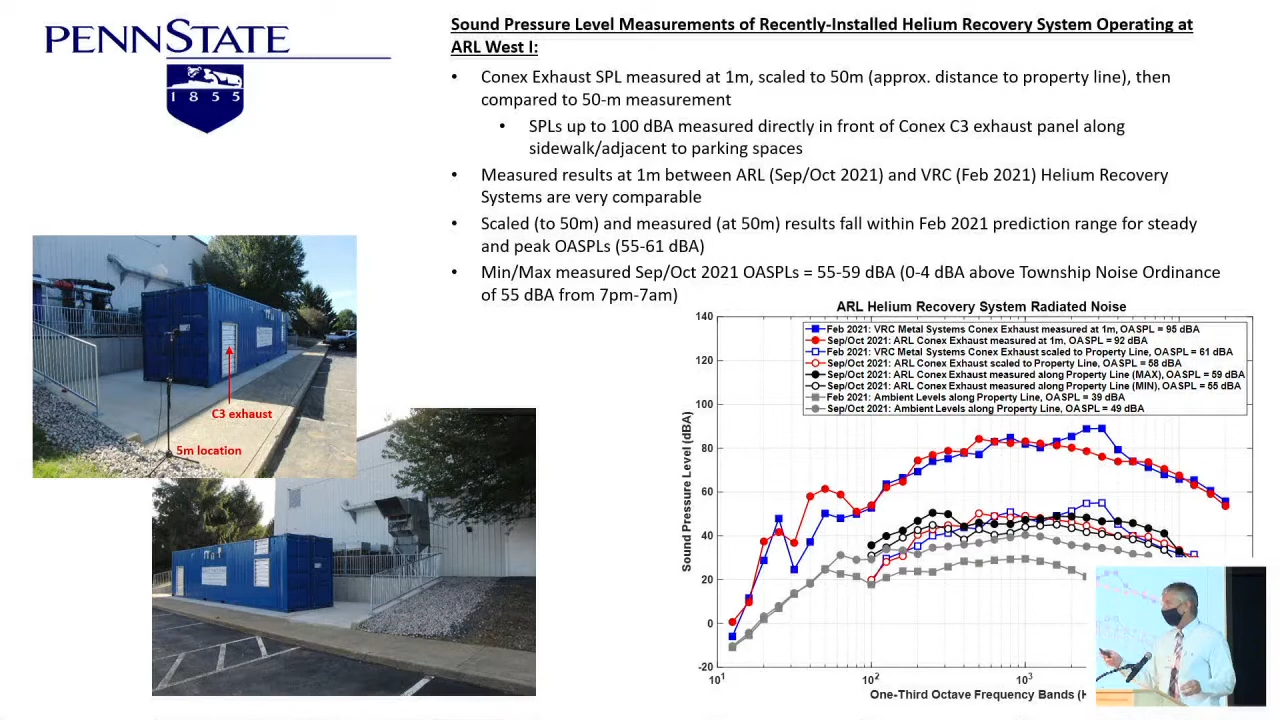 PENNSTATE
1855
Sound Pressure Level Measurements of Recently-Installed Helium Recovery System Operating at
ARL West I:
• Conex Exhaust SPL measured at 1m, scaled to 50m (approx. distance to property line), then
compared to 50-m measurement
• SPLs up to 100 dBA measured directly in front of Conex C3 exhaust panel along
sidewalk/adjacent to parking spaces
• Measured results at 1m between ARL (Sep/Oct 2021) and VRC (Feb 2021) Helium Recovery
Systems are very comparable
• Scaled (to 50m) and measured (at 50m) results fall within Feb 2021 prediction range for steady
and peak OASPLs (55-61 dBA)
• Min/Max measured Sep/Oct 2021 OASPLs = 55-59 dBA (0-4 dBA above Township Noise Ordinance
of 55 dBA from 7pm-7am)
C3 exhaust
5m location
ARL Helium Recovery System Radiated Noise
Feb 2021: VRC Metal Systems Conex Exhaust measured at 1m, OASPL = 95 dBA
Sep/Oct 2021: ARL Conex Exhaust measured at 1m, OASPL = 92 dBA
Feb 2021: VRC Metal Systems Conex Exhaust scaled to Property Line, OASPL = 61 dBA
Sep/Oct 2021: ARL Conex Exhaust scaled to Property Line, OASPL = 58 dBA
Sep/Oct 2021: ARL Conex Exhaust measured along Property Line (MAX), OASPL = 59 dBA
Sep/Oct 2021: ARL Conex Exhaust measured along Property Line (MIN), OASPL = 55 dBA
Feb 2021: Ambient Levels along Property Line, OASPL = 39 dBA
Sep/Oct 2021: Ambient Levels along Property Line, OASPL = 49 dBA
Sound Pressure Level (dBA)
140
120
100
80
60
40
20
0
-20
10¹ 10² 10³
One-Third Octave Frequency Bands (H